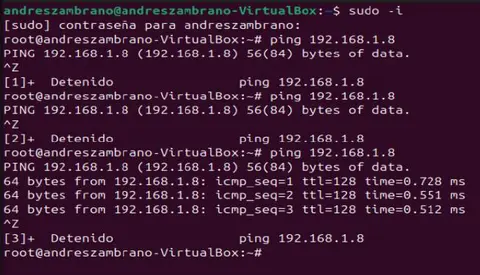 andreszambrano@andreszambrano-VirtualBox:~$ sudo -i
[sudo] contraseña para andreszambrano:
root@andreszambrano-VirtualBox:~# ping 192.168.1.8
PING 192.168.1.8 (192.168.1.8) 56(84) bytes of data.
^Z
[1]+  Detenido                ping 192.168.1.8
root@andreszambrano-VirtualBox:~# ping 192.168.1.8
PING 192.168.1.8 (192.168.1.8) 56(84) bytes of data.
^Z
[2]+  Detenido                ping 192.168.1.8
root@andreszambrano-VirtualBox:~# ping 192.168.1.8
PING 192.168.1.8 (192.168.1.8) 56(84) bytes of data.
64 bytes from 192.168.1.8: icmp_seq=1 ttl=128 time=0.728 ms
64 bytes from 192.168.1.8: icmp_seq=2 ttl=128 time=0.551 ms
64 bytes from 192.168.1.8: icmp_seq=3 ttl=128 time=0.512 ms
^Z
[3]+  Detenido                ping 192.168.1.8
root@andreszambrano-VirtualBox:~#